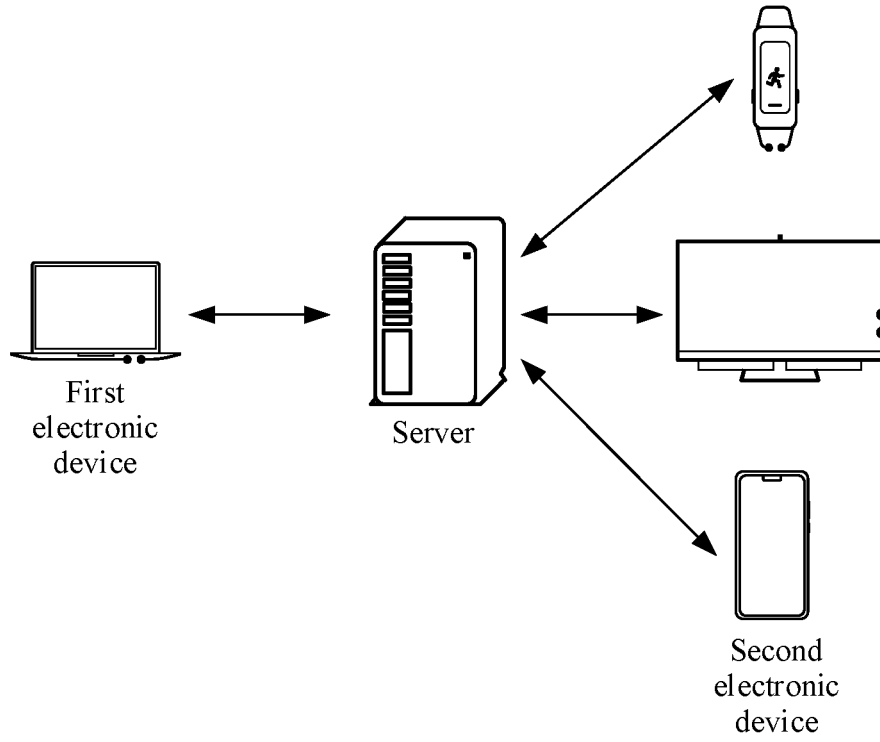 First
electronic
device
Server
Second
electronic
device